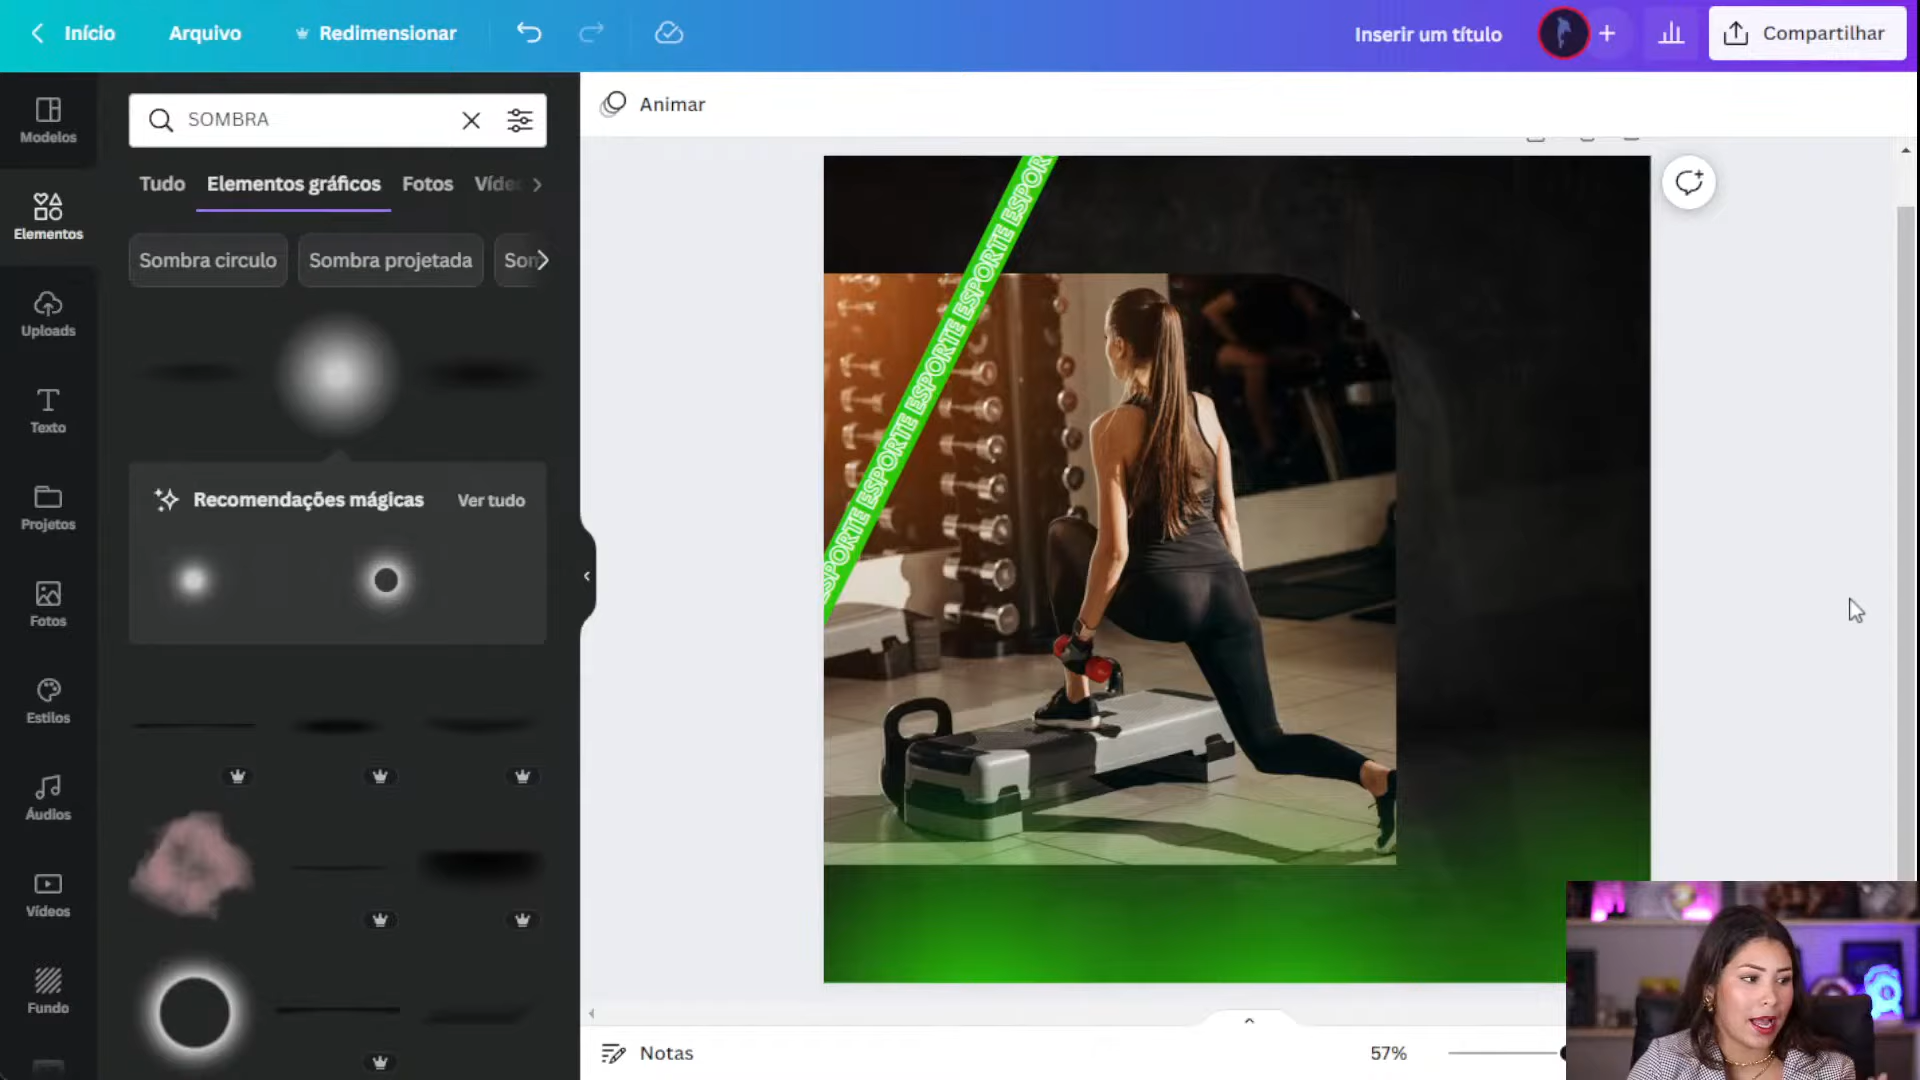 Início
Arquivo
Redimensionar
Inserir um título
Compartilhar
Modelos
Elementos
Uploads
Texto
Projetos
Fotos
Estilos
Áudios
Vídeos
Fundo
SOMBRA
Tudo
Elementos gráficos
Fotos
Víde
Sombra circulo
Sombra projetada
Som
Recomendações mágicas
Ver tudo
Animar
ESPORTE ESPORTE ESPORTE ESPORTE ESPOR
Notas
57%